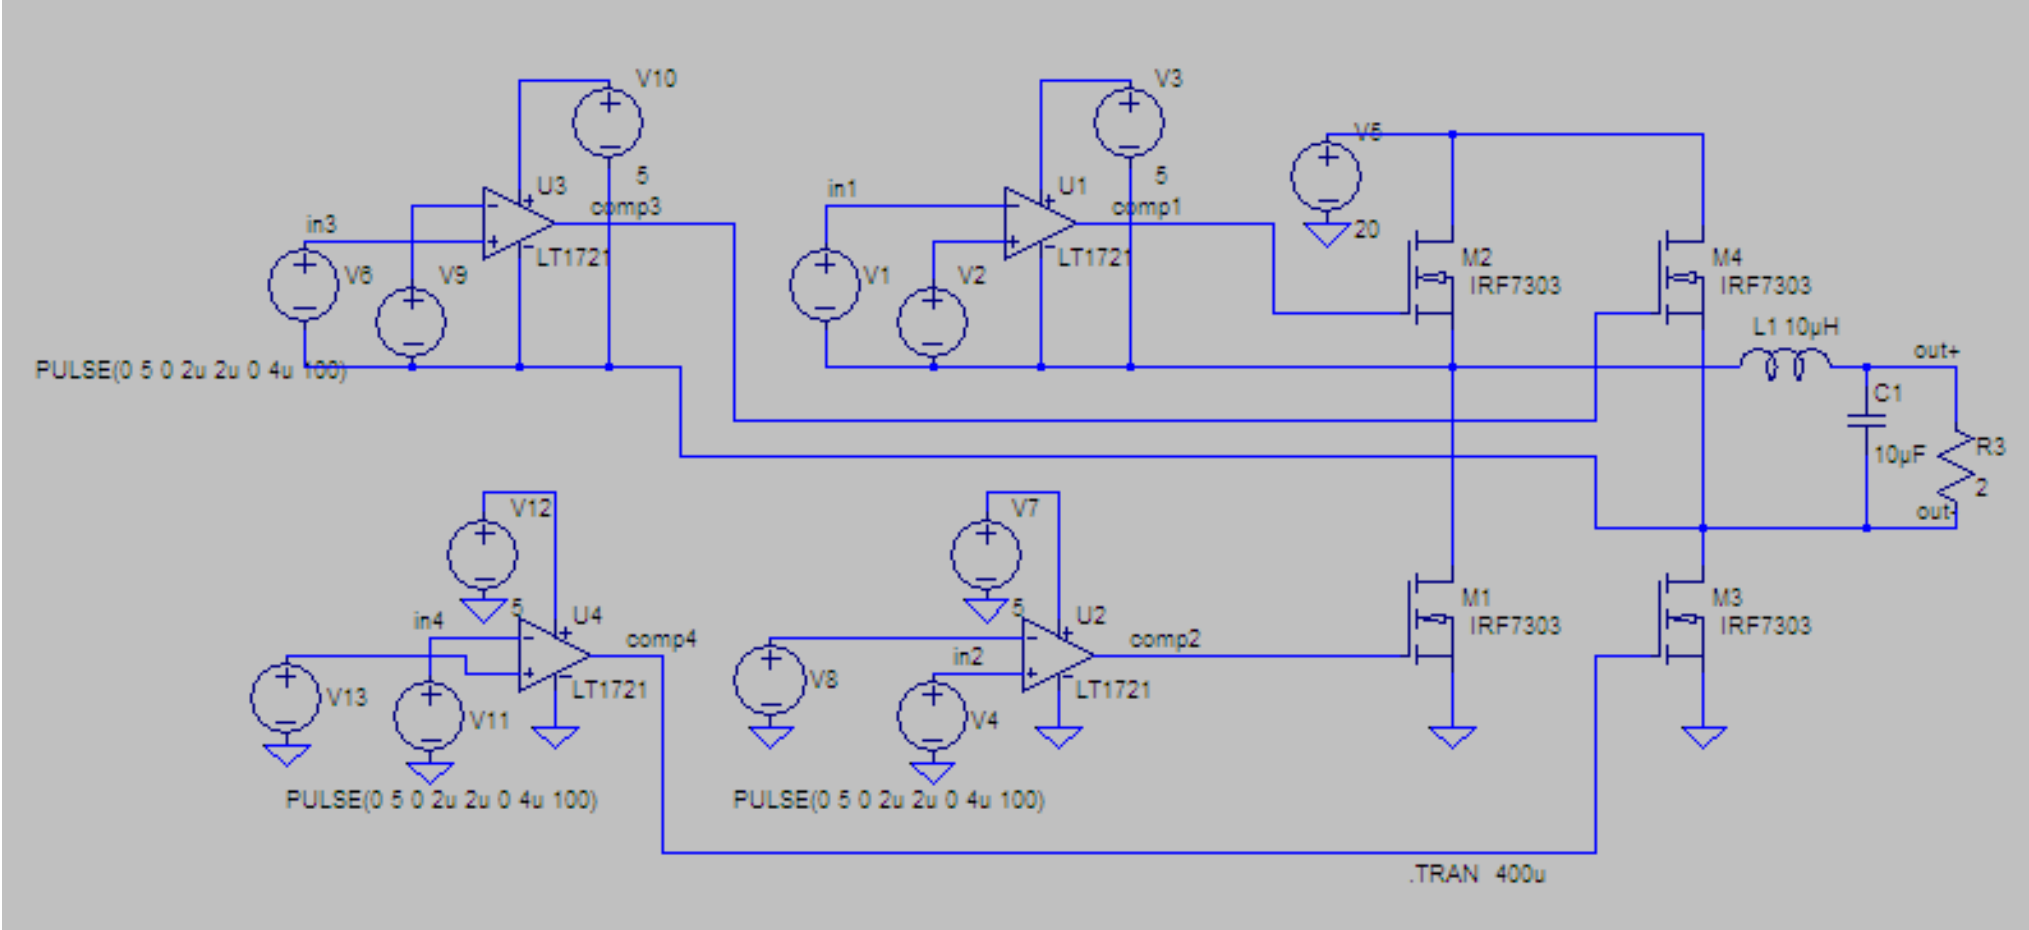 V10
V3
V5
5
5
U3
U1
in1
comp3
comp1
in3
20
LT1721
LT1721
M2
M4
V6
V9
V1
V2
IRF7303
IRF7303
L1 10µH
out+
PULSE(0 5 0 2u 2u 0 4u 100)
C1
10µF
R3
2
out-
V12
V7
5
5
in4
U4
U2
M1
M3
comp4
comp2
IRF7303
IRF7303
in2
V8
V13
LT1721
LT1721
V11
V4
PULSE(0 5 0 2u 2u 0 4u 100)
PULSE(0 5 0 2u 2u 0 4u 100)
.TRAN 400u